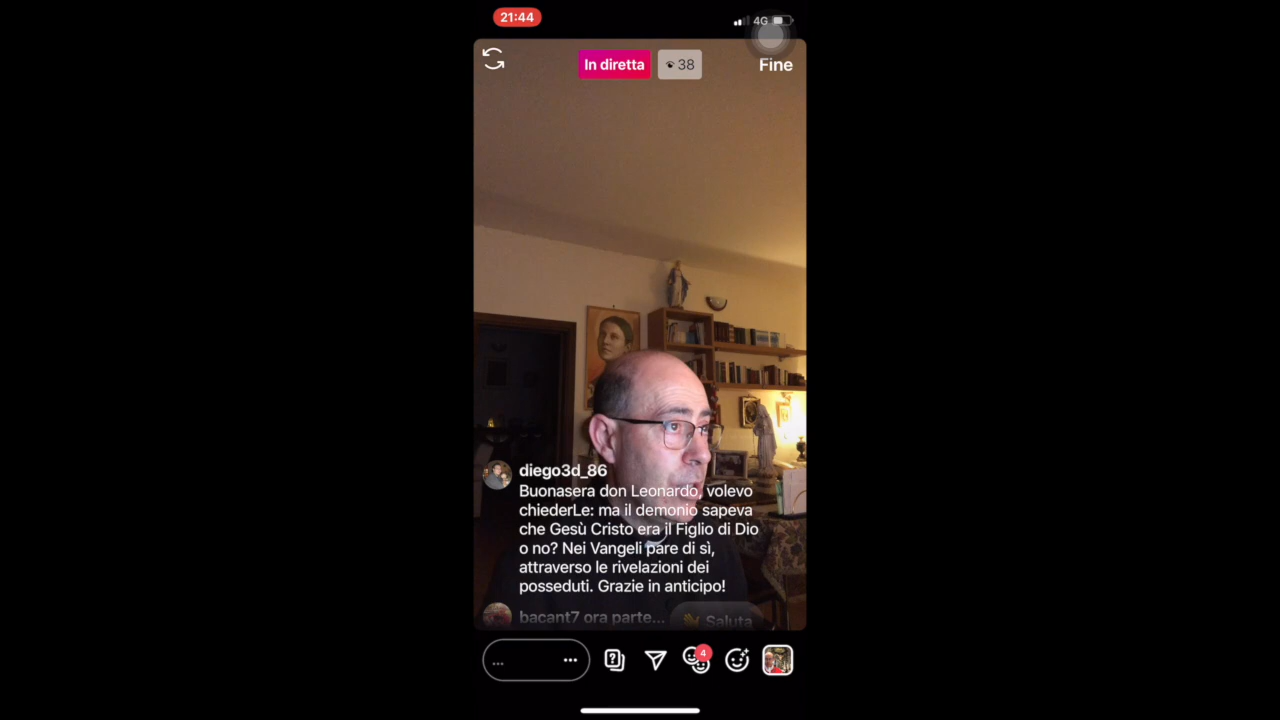 21:44
4G
In diretta
38
Fine
diego3d_86
Buonasera don Leonardo, volevo
chiederLe: ma il demonio sapeva
che Gesù Cristo era il Figlio di Dio
o no? Nei Vangeli pare di sì,
attraverso le rivelazioni dei
posseduti. Grazie in anticipo!
bacant7 ora parte...
Saluta
...
4